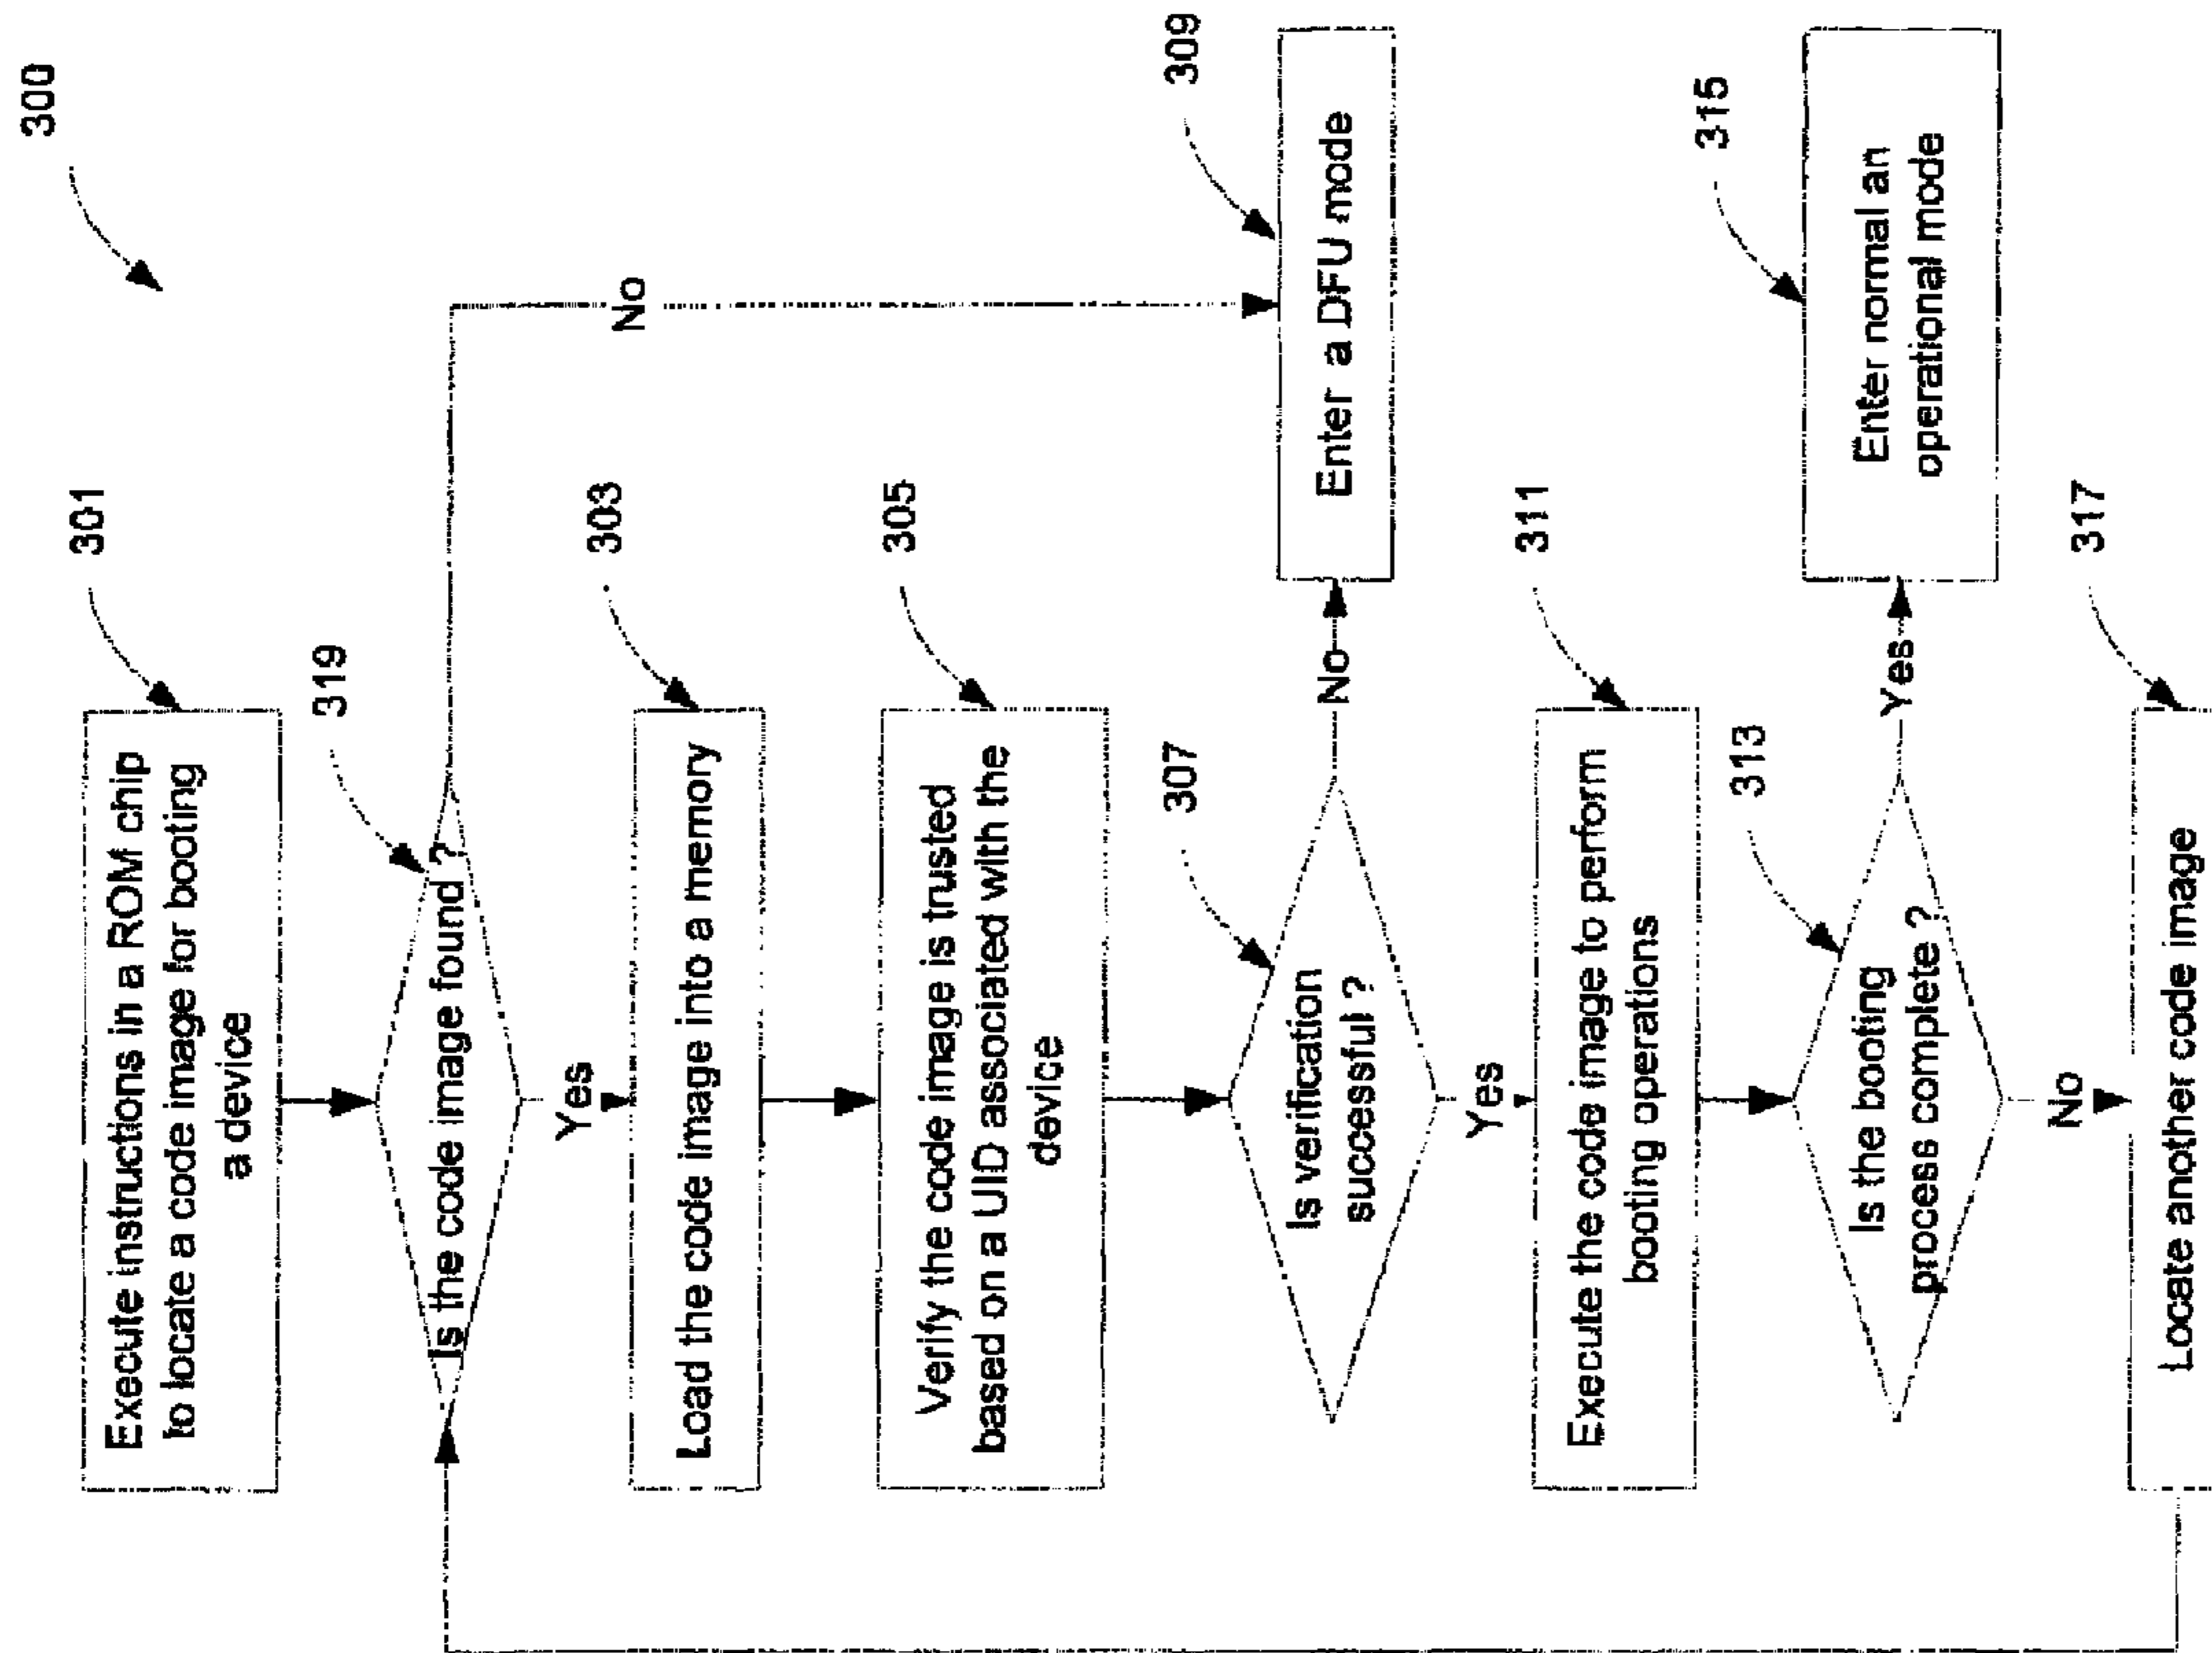 300
301
Execute instructions in a ROM chip
to locate a code image for booting
a device
319
Is the code image found ?
No
Yes
303
Load the code image into a memory
305
Verify the code image is trusted
based on a UID associated with the
device
307
Is verification
successful ?
No
309
Enter a DFU mode
Yes
311
Execute the code image to perform
booting operations
313
Is the booting
process complete ?
Yes
315
Enter normal an
operational mode
No
317
Locate another code image